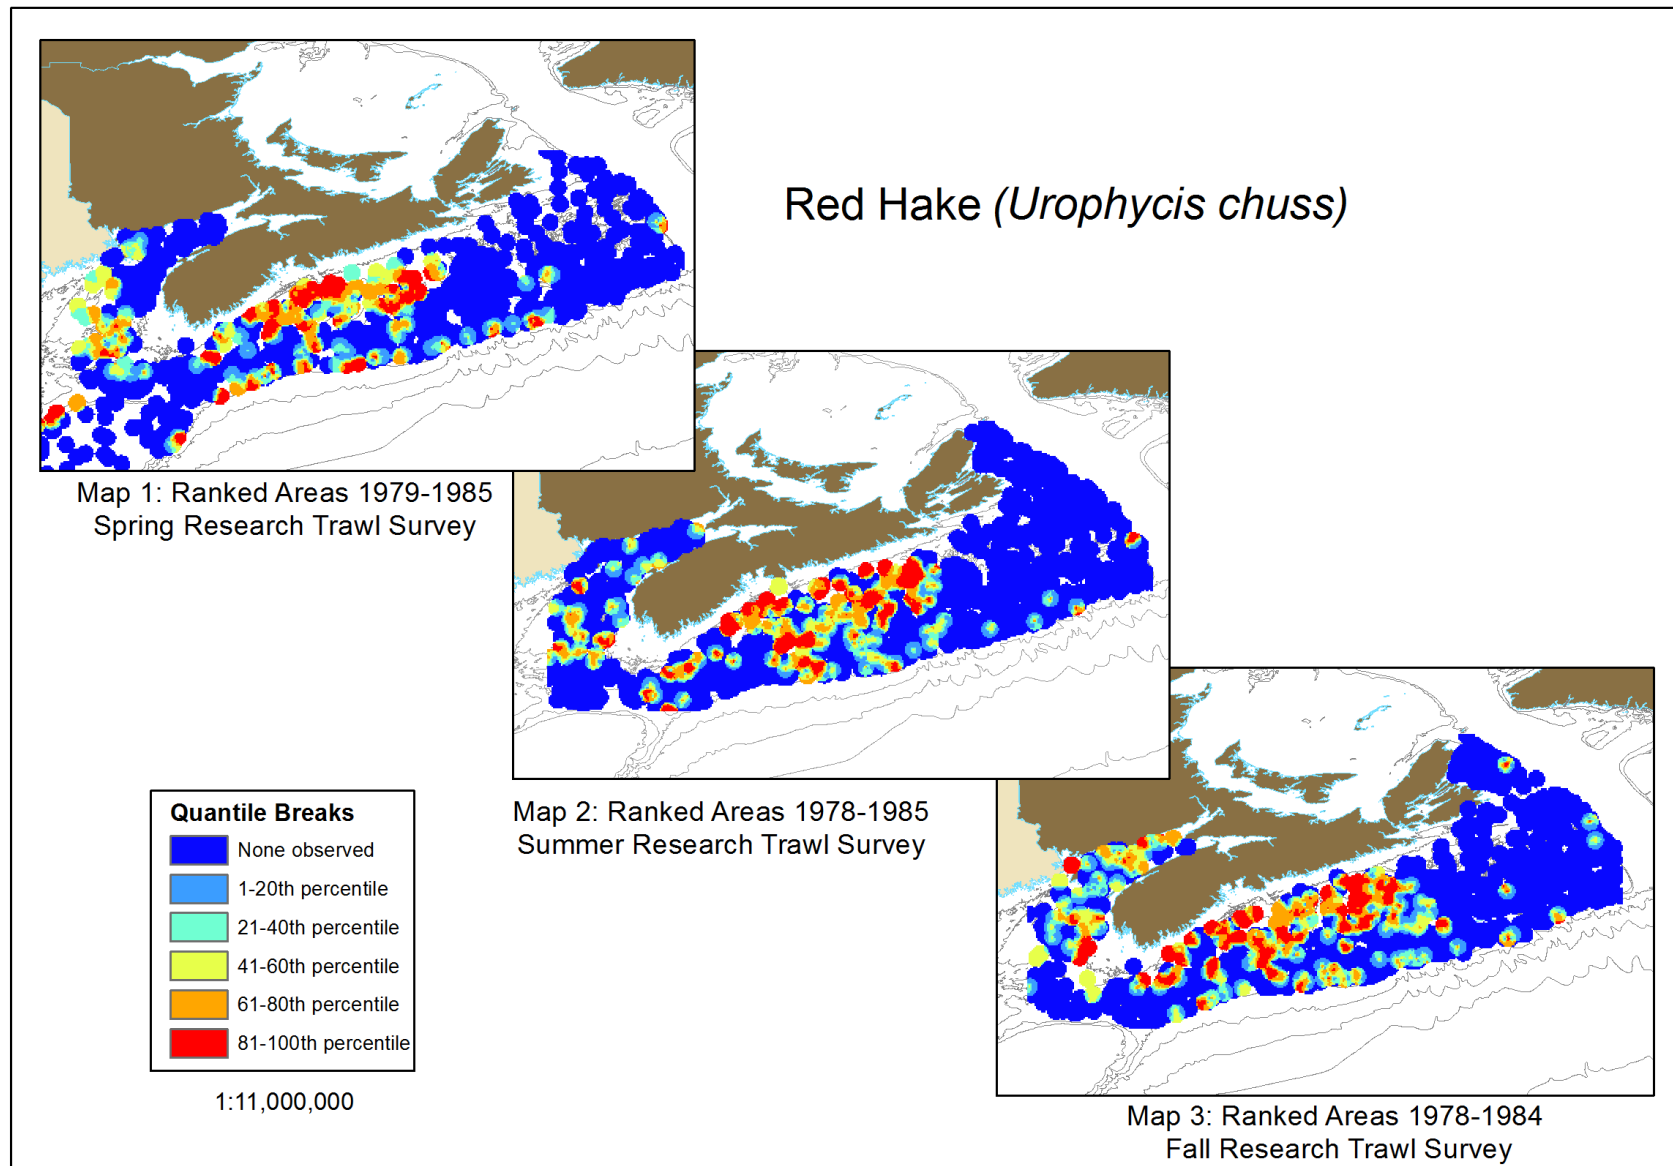 Red Hake (Urophycis chuss)
Map 1: Ranked Areas 1979-1985
Spring Research Trawl Survey
Map 2: Ranked Areas 1978-1985
Summer Research Trawl Survey
Quantile Breaks
None observed
1-20th percentile
21-40th percentile
41-60th percentile
61-80th percentile
81-100th percentile
1:11,000,000
Map 3: Ranked Areas 1978-1984
Fall Research Trawl Survey